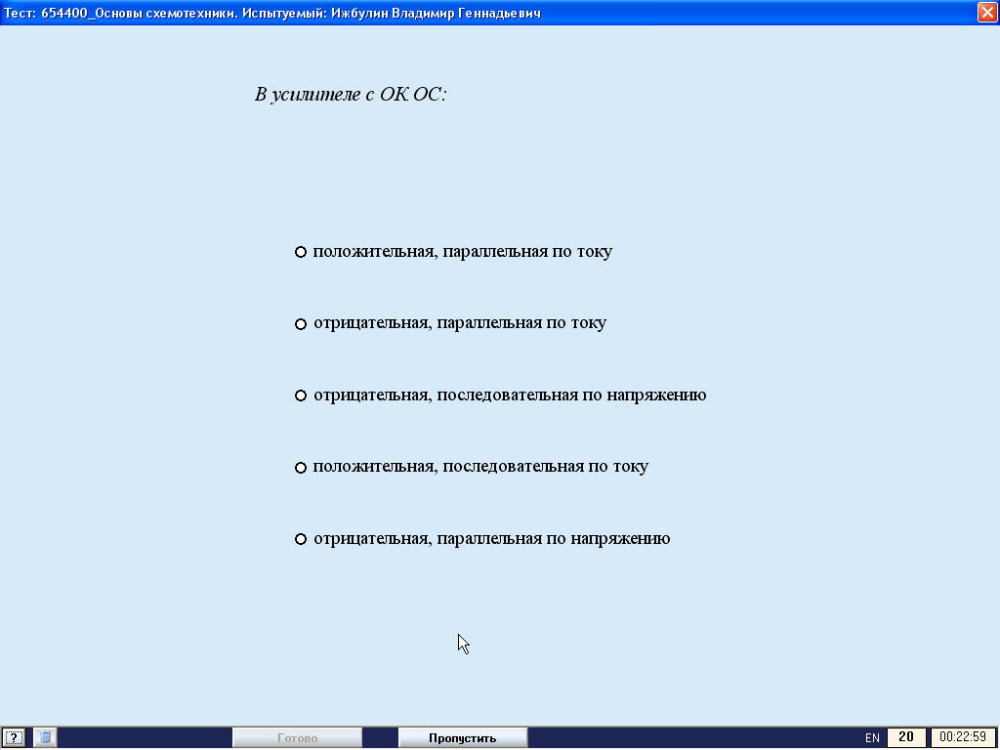 Тест: 654400_Основы схемотехники. Испытуемый: Ижбулин Владимир Геннадьевич
В усилителе с ОК ОС:
положительная, параллельная по току
отрицательная, параллельная по току
отрицательная, последовательная по напряжению
положительная, последовательная по току
отрицательная, параллельная по напряжению
? Готово Пропустить EN 20 00:22:59